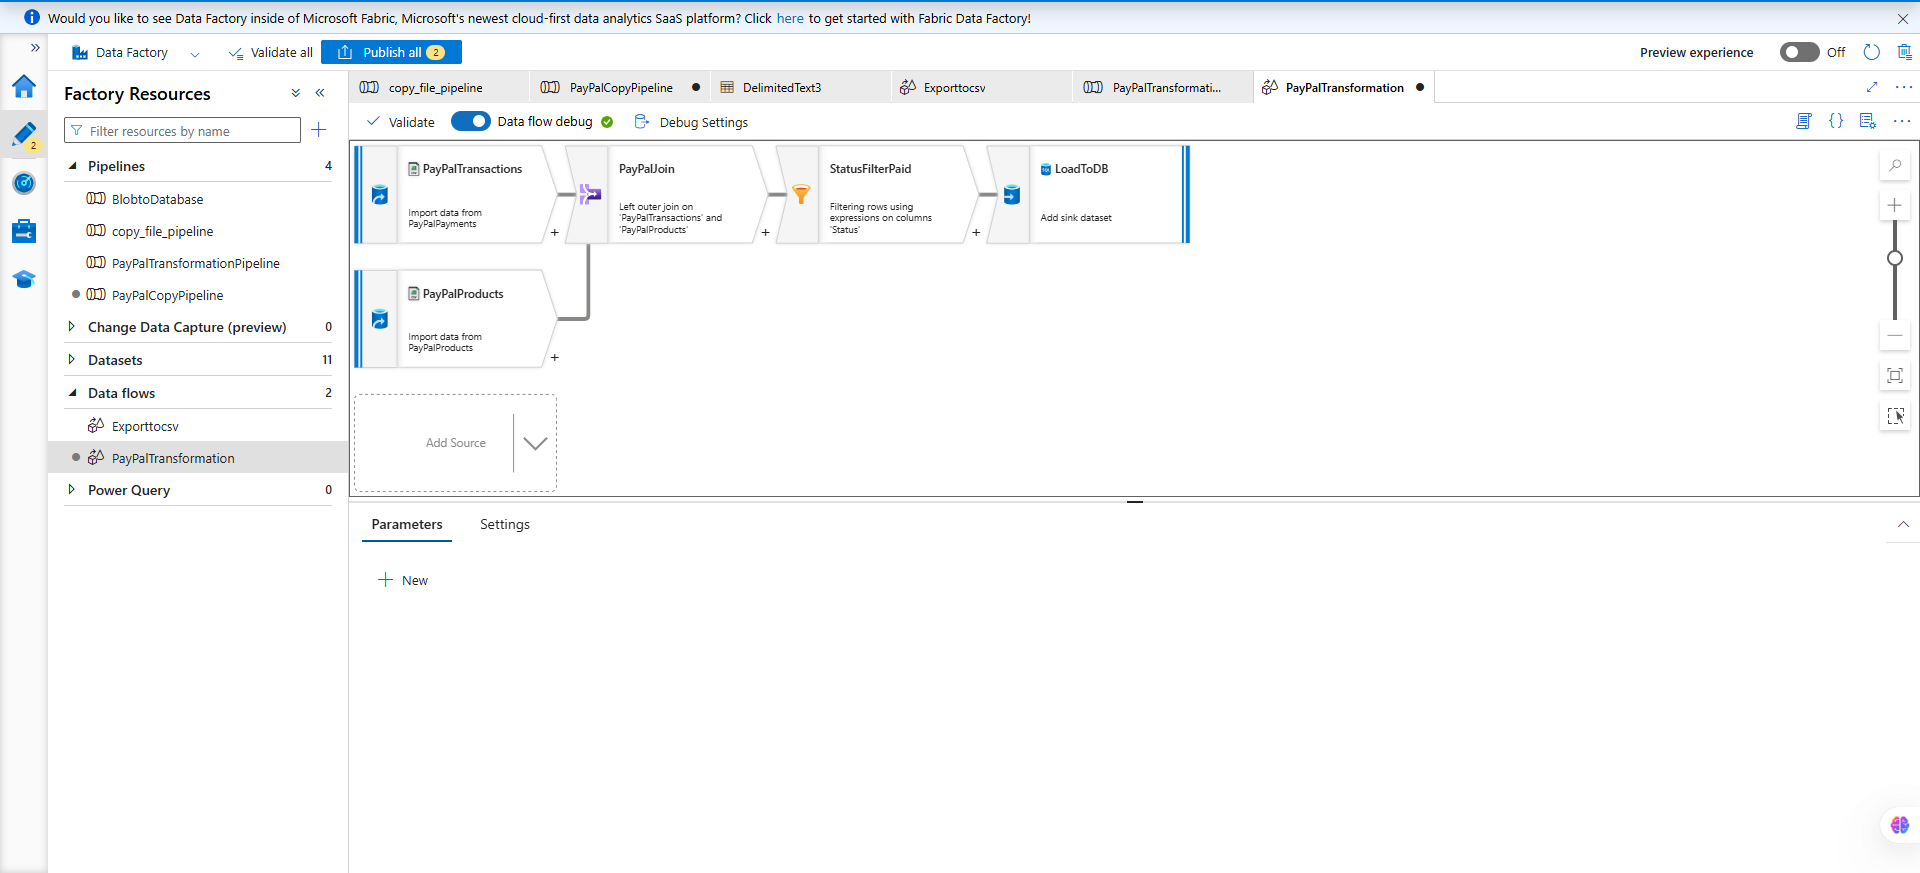 Would you like to see Data Factory inside of Microsoft Fabric, Microsoft's newest cloud-first data analytics SaaS platform? Click here to get started with Fabric Data Factory!
Data Factory
Validate all
Publish all 2
Preview experience
Off
2
Factory Resources
Filter resources by name
Pipelines 4
BlobtoDatabase
copy_file_pipeline
PayPalTransformationPipeline
PayPalCopyPipeline
Change Data Capture (preview) 0
Datasets 11
Data flows 2
Exporttocsv
PayPalTransformation
Power Query 0
copy_file_pipeline
PayPalCopyPipeline
DelimitedText3
Exporttocsv
PayPalTransformati...
PayPalTransformation
Validate
Data flow debug
Debug Settings
PayPalTransactions
Import data from
PayPalPayments
PayPalJoin
Left outer join on
'PayPalTransactions' and
'PayPalProducts'
StatusFilterPaid
Filtering rows using
expressions on columns
'Status'
LoadToDB
Add sink dataset
PayPalProducts
Import data from
PayPalProducts
Add Source
Parameters
Settings
New